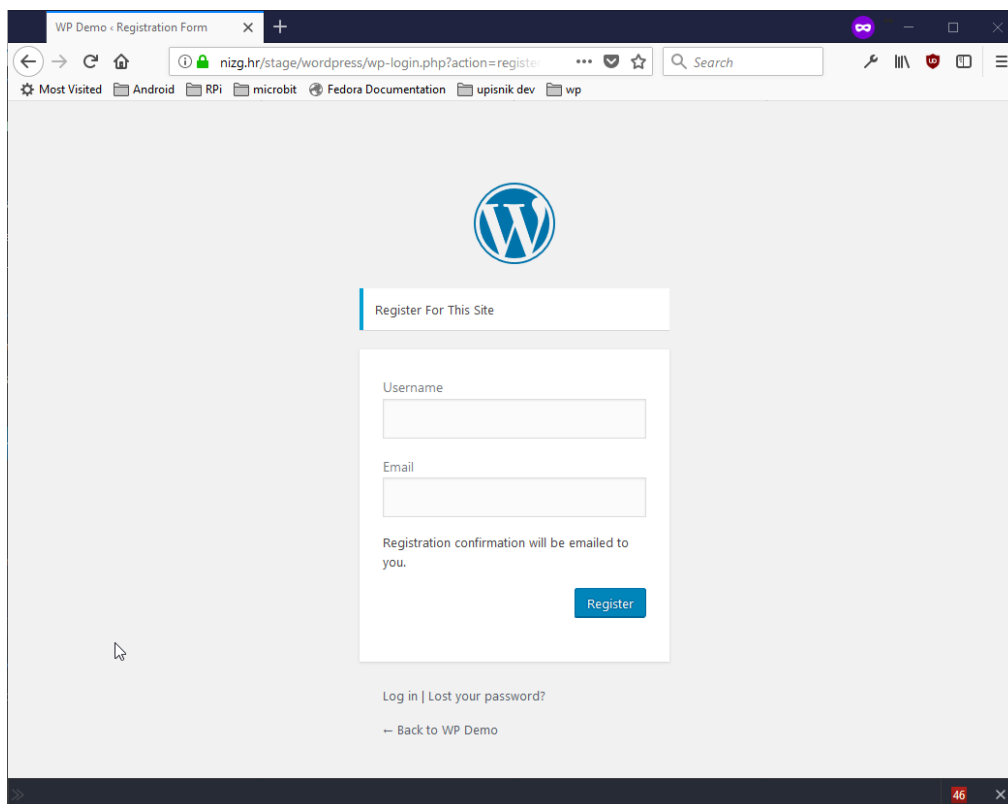 WP Demo ‹ Registration Form
nizg.hr/stage/wordpress/wp-login.php?action=register
Search
Most Visited Android RPi microbit Fedora Documentation upisnik dev wp
W
Register For This Site
Username
Email
Registration confirmation will be emailed to
you.
Register
Log in | Lost your password?
← Back to WP Demo
46